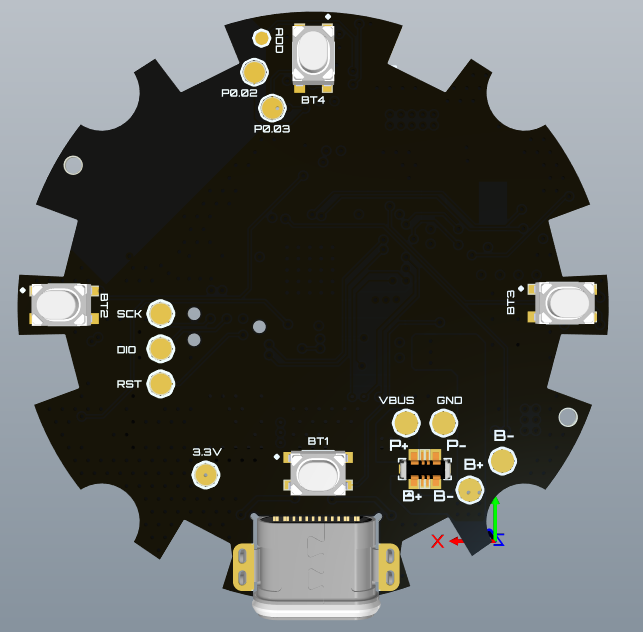 ADD
P0.02
BT4
P0.03
BT2
BT3
SCK
DIO
RST
VBUS GND
P+ P-
BT1
B-
3.3V
B+
B+ B-
X
Z